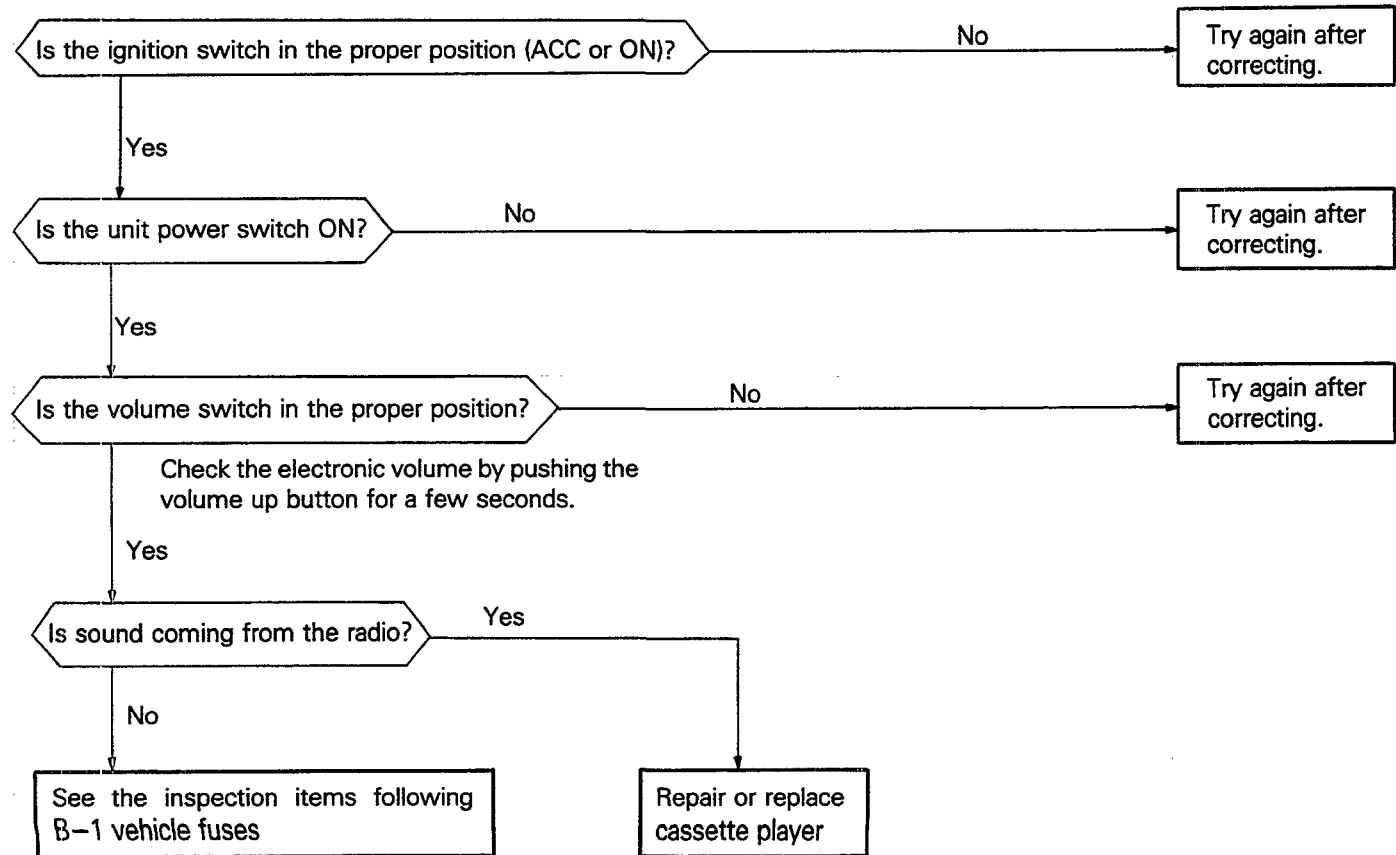 Is the ignition switch in the proper position (ACC or ON)?
No
Try again after
correcting.
Yes
Is the unit power switch ON?
No
Try again after
correcting.
Yes
Is the volume switch in the proper position?
No
Try again after
correcting.
Check the electronic volume by pushing the
volume up button for a few seconds.
Yes
Is sound coming from the radio?
Yes
No
See the inspection items following
B-1 vehicle fuses
Repair or replace
cassette player